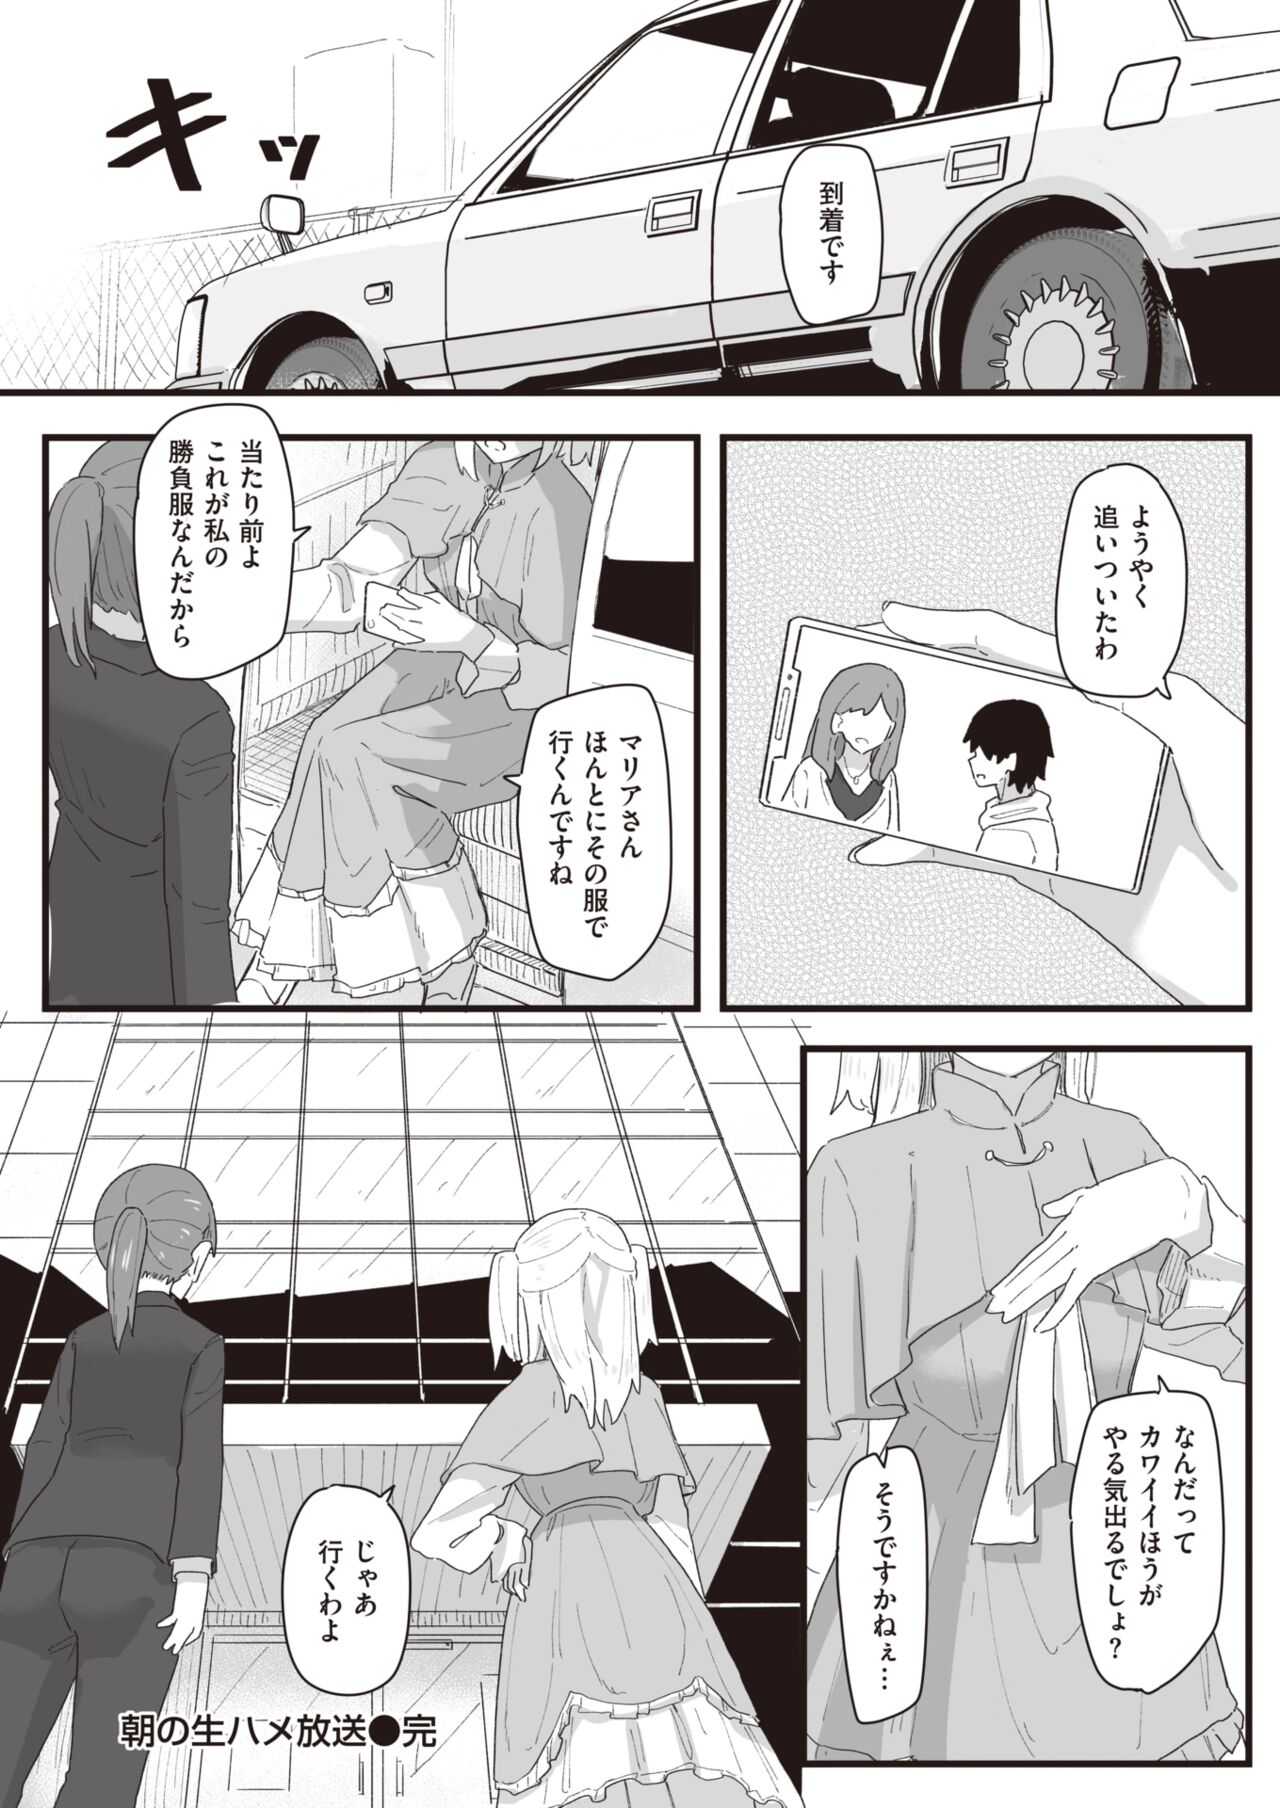 キッ
到着です
ようやく
追いついたわ
マリアさん
ほんとにその服で
行くんですね
当たり前よ
これが私の
勝負服なんだから
なんだって
カワイイほうが
やる気出るでしょ?
そうですかねぇ…
じゃあ
行くわよ
朝の生ハメ放送●完